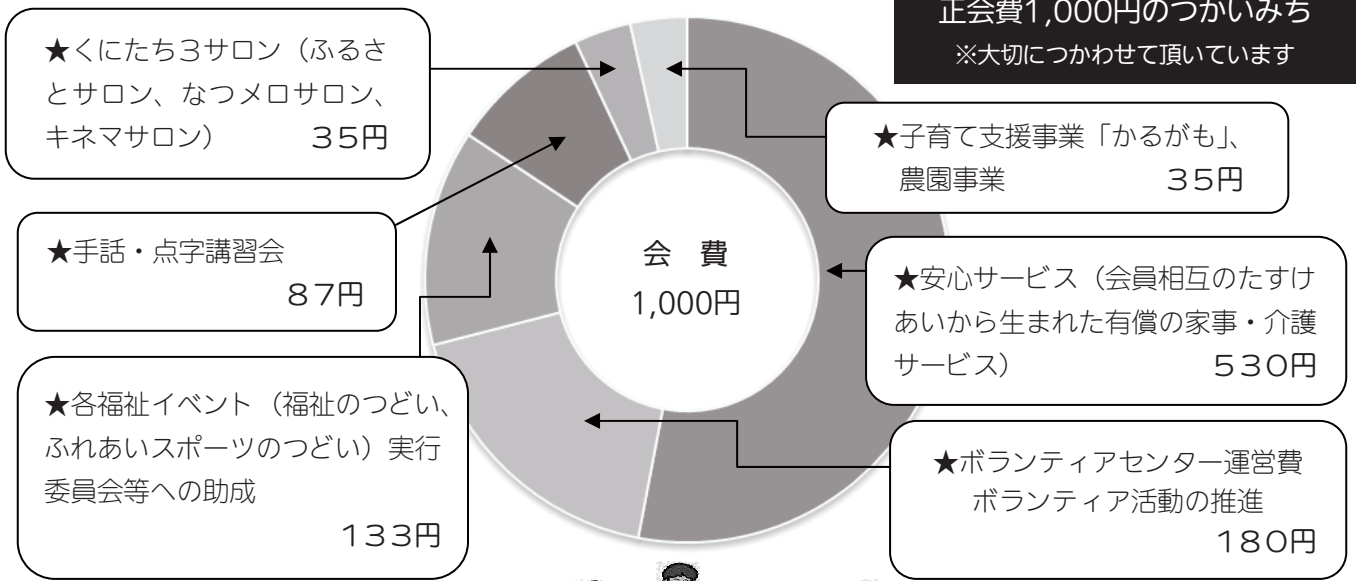 正会費1,000円のつかいみち
※大切につかわせて頂いています
★くにたち3サロン（ふるさ
とサロン、なつメロサロン、
キネマサロン） 35円
★手話・点字講習会
87円
★各福祉イベント（福祉のつどい、
ふれあいスポーツのつどい）実行
委員会等への助成
133円
会 費
1,000円
★子育て支援事業「かるがも」、
農園事業 35円
★安心サービス（会員相互のたすけ
あいから生まれた有償の家事・介護
サービス） 530円
★ボランティアセンター運営費
ボランティア活動の推進
180円